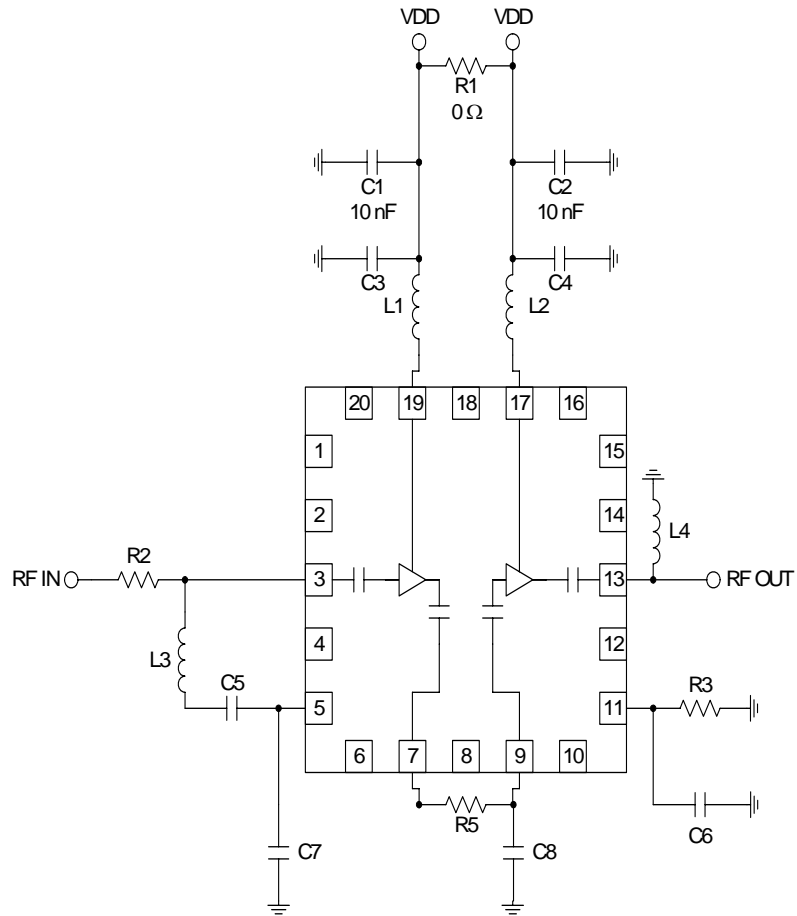 VDD VDD
R1
0 Ω
C1 C2
10 nF 10 nF
C3 C4
L1 L2
20 19 18 17 16
1 15
2 14
L4
R2
RF IN 3 13 RF OUT
4 12
L3
C5 R3
5 11
6 7 8 9 10
R5 C6
C7 C8